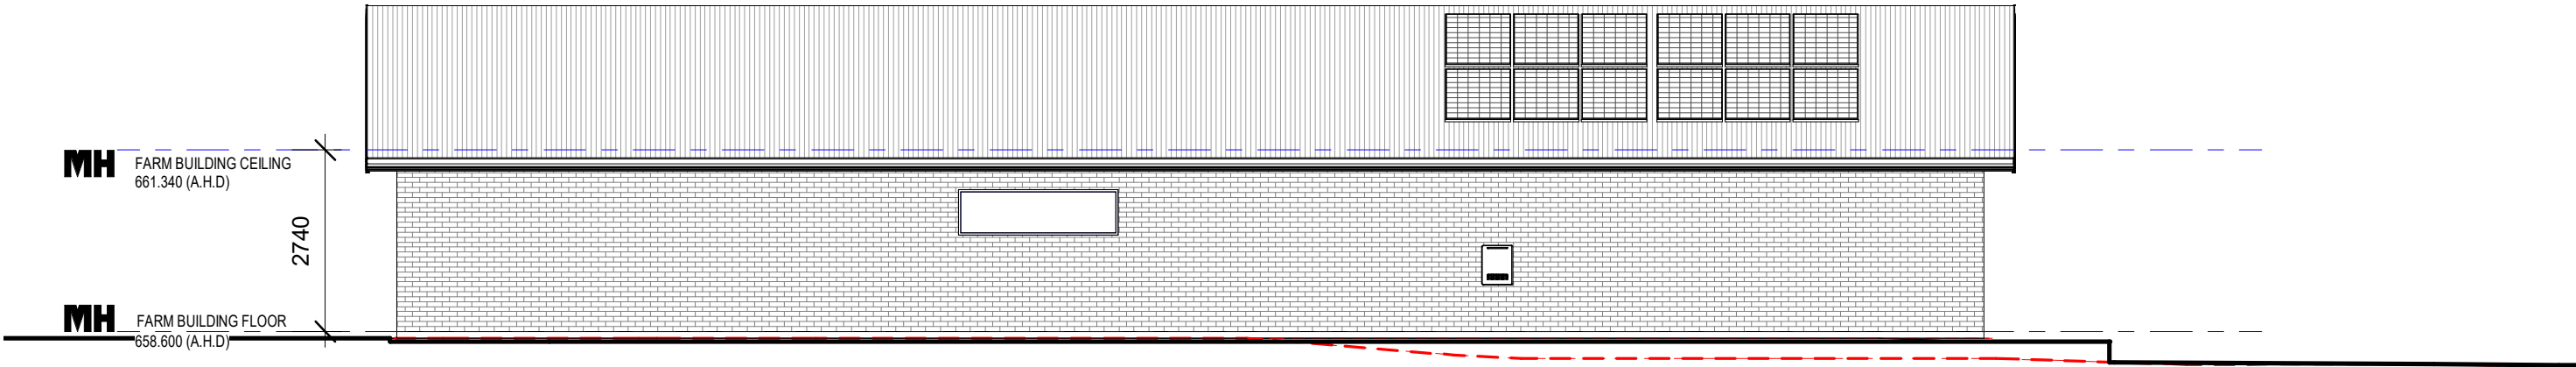 MH
FARM BUILDING CEILING
661.340 (A.H.D)
2740
MH
FARM BUILDING FLOOR
658.600 (A.H.D)